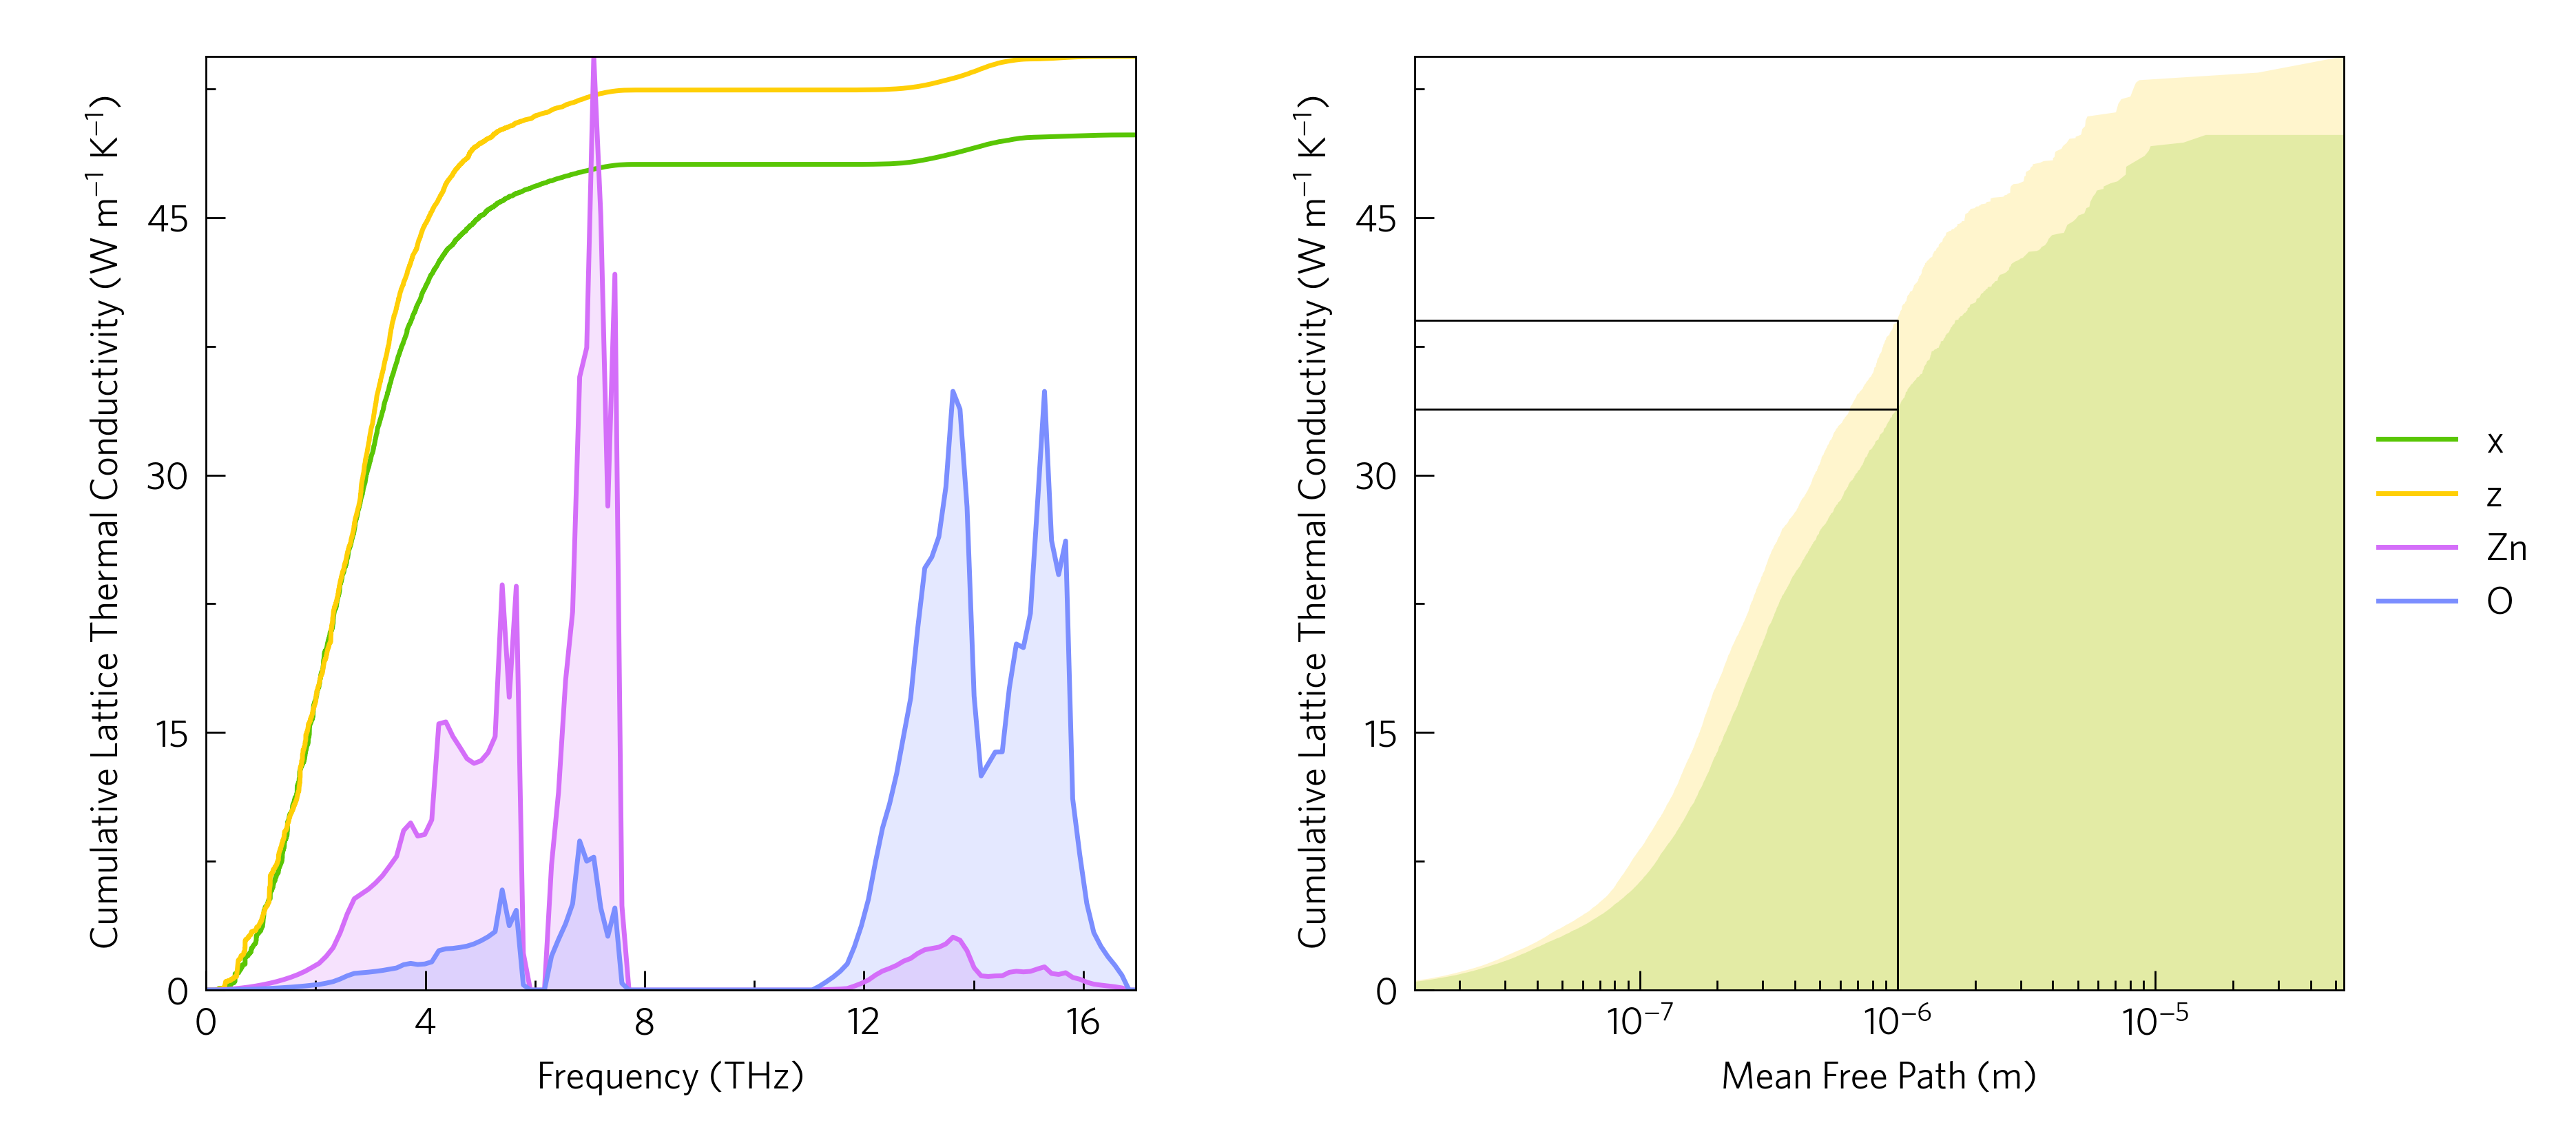 Cumulative Lattice Thermal Conductivity (W m⁻¹ K⁻¹)
45
30
15
0
0 4 8 12 16
Frequency (THz)
Cumulative Lattice Thermal Conductivity (W m⁻¹ K⁻¹)
45
30
15
0
10⁻⁷ 10⁻⁶ 10⁻⁵
Mean Free Path (m)
x
z
Zn
O